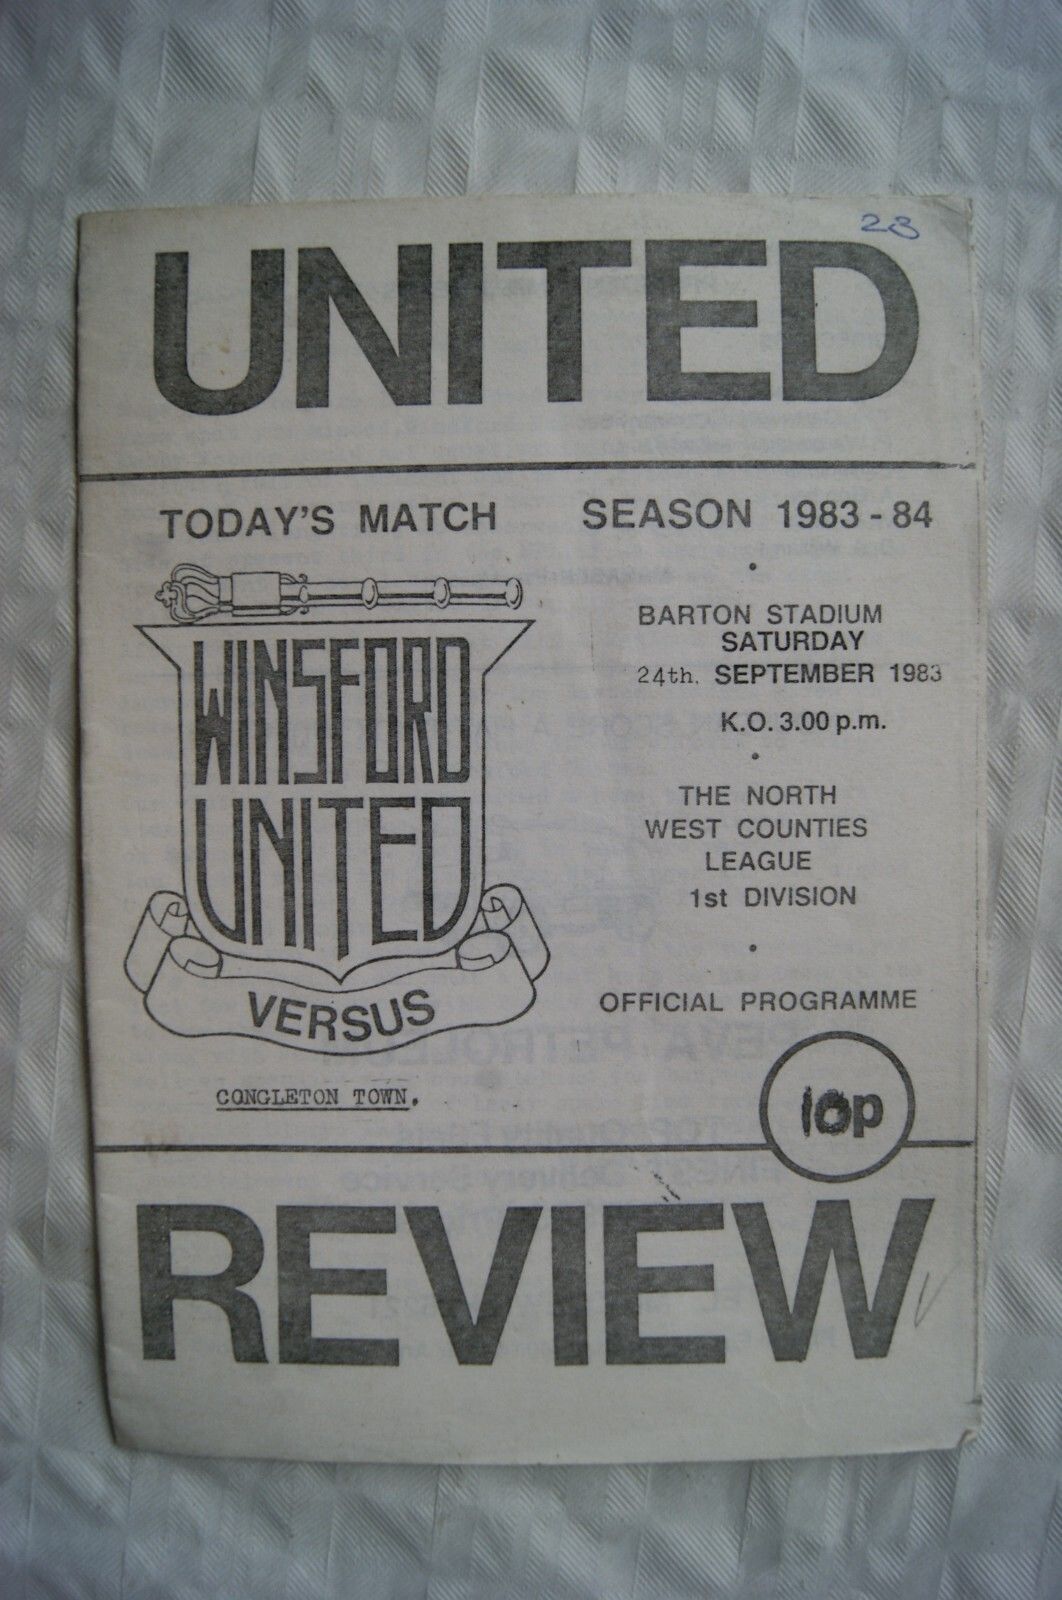 23
UNITED
TODAY'S MATCH
WINSFORD
UNITED
VERSUS
CONGLETON TOWN.
SEASON 1983 - 84
BARTON STADIUM
SATURDAY
24th. SEPTEMBER 1983
K.O. 3.00 p.m.
THE NORTH
WEST COUNTIES
LEAGUE
1st DIVISION
OFFICIAL PROGRAMME
10p
REVIEW